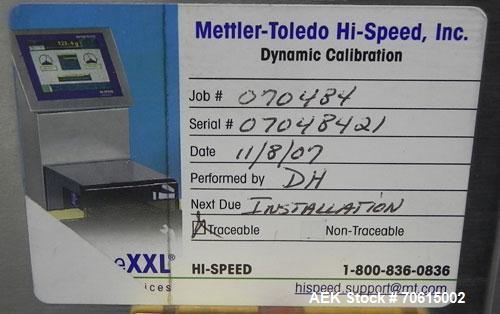 Mettler-Toledo Hi-Speed, Inc.
Dynamic Calibration
Job # 070484
Serial # 07048421
Date 11/8/07
Performed by DH
Next Due INSTALLATION
Traceable Non-Traceable
eXXL®
ices
HI-SPEED 1-800-836-0836
hispeed.support@mt.com
AEK Stock# 70615002